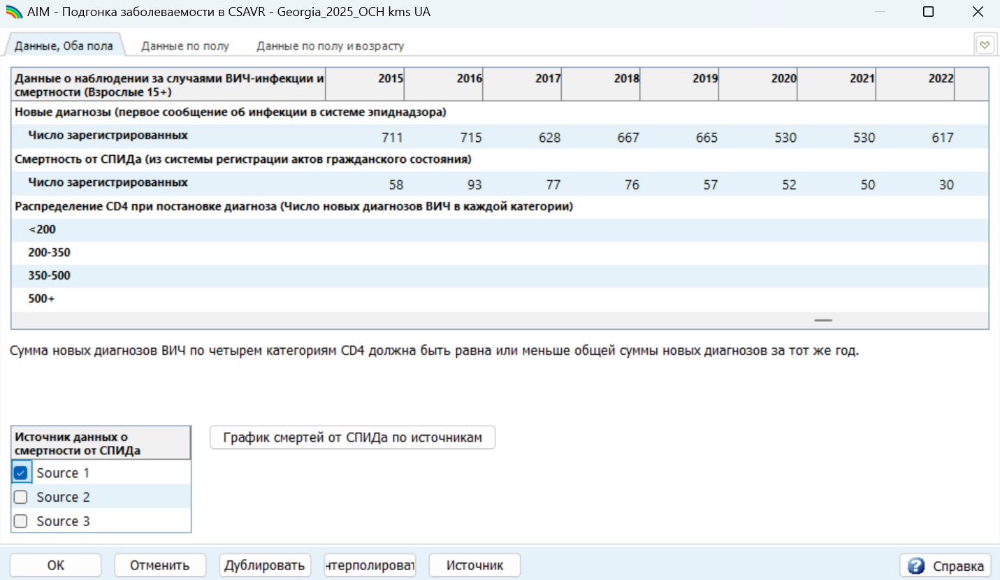 AIM - Подгонка заболеваемости в CSAVR - Georgia_2025_ОСН kms UA
Данные, Оба пола Данные по полу Данные по полу и возрасту
Данные о наблюдении за случаями ВИЧ-инфекции и смертности (Взрослые 15+) 2015 2016 2017 2018 2019 2020 2021 2022
Новые диагнозы (первое сообщение об инфекции в системе эпиднадзора)
Число зарегистрированных 711 715 628 667 665 530 530 617
Смертность от СПИДа (из системы регистрации актов гражданского состояния)
Число зарегистрированных 58 93 77 76 57 52 50 30
Распределение CD4 при постановке диагноза (Число новых диагнозов ВИЧ в каждой категории)
<200
200-350
350-500
500+
Сумма новых диагнозов ВИЧ по четырем категориям CD4 должна быть равна или меньше общей суммы новых диагнозов за тот же год.
Источник данных о
смертности от СПИДа
График смертей от СПИДа по источникам
Source 1
Source 2
Source 3
ОК Отменить Дублировать нтерполироват Источник Справка